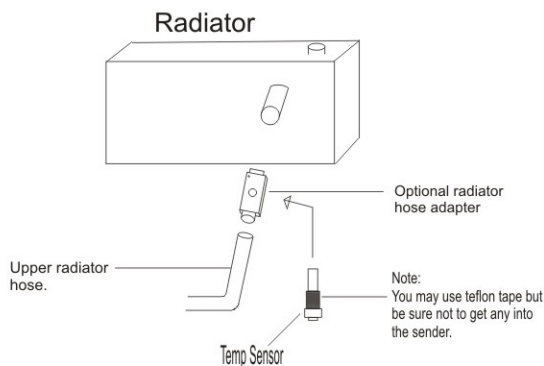 Radiator
Optional radiator
hose adapter
Upper radiator
hose.
Note:
You may use teflon tape but
be sure not to get any into
the sender.
Temp Sensor